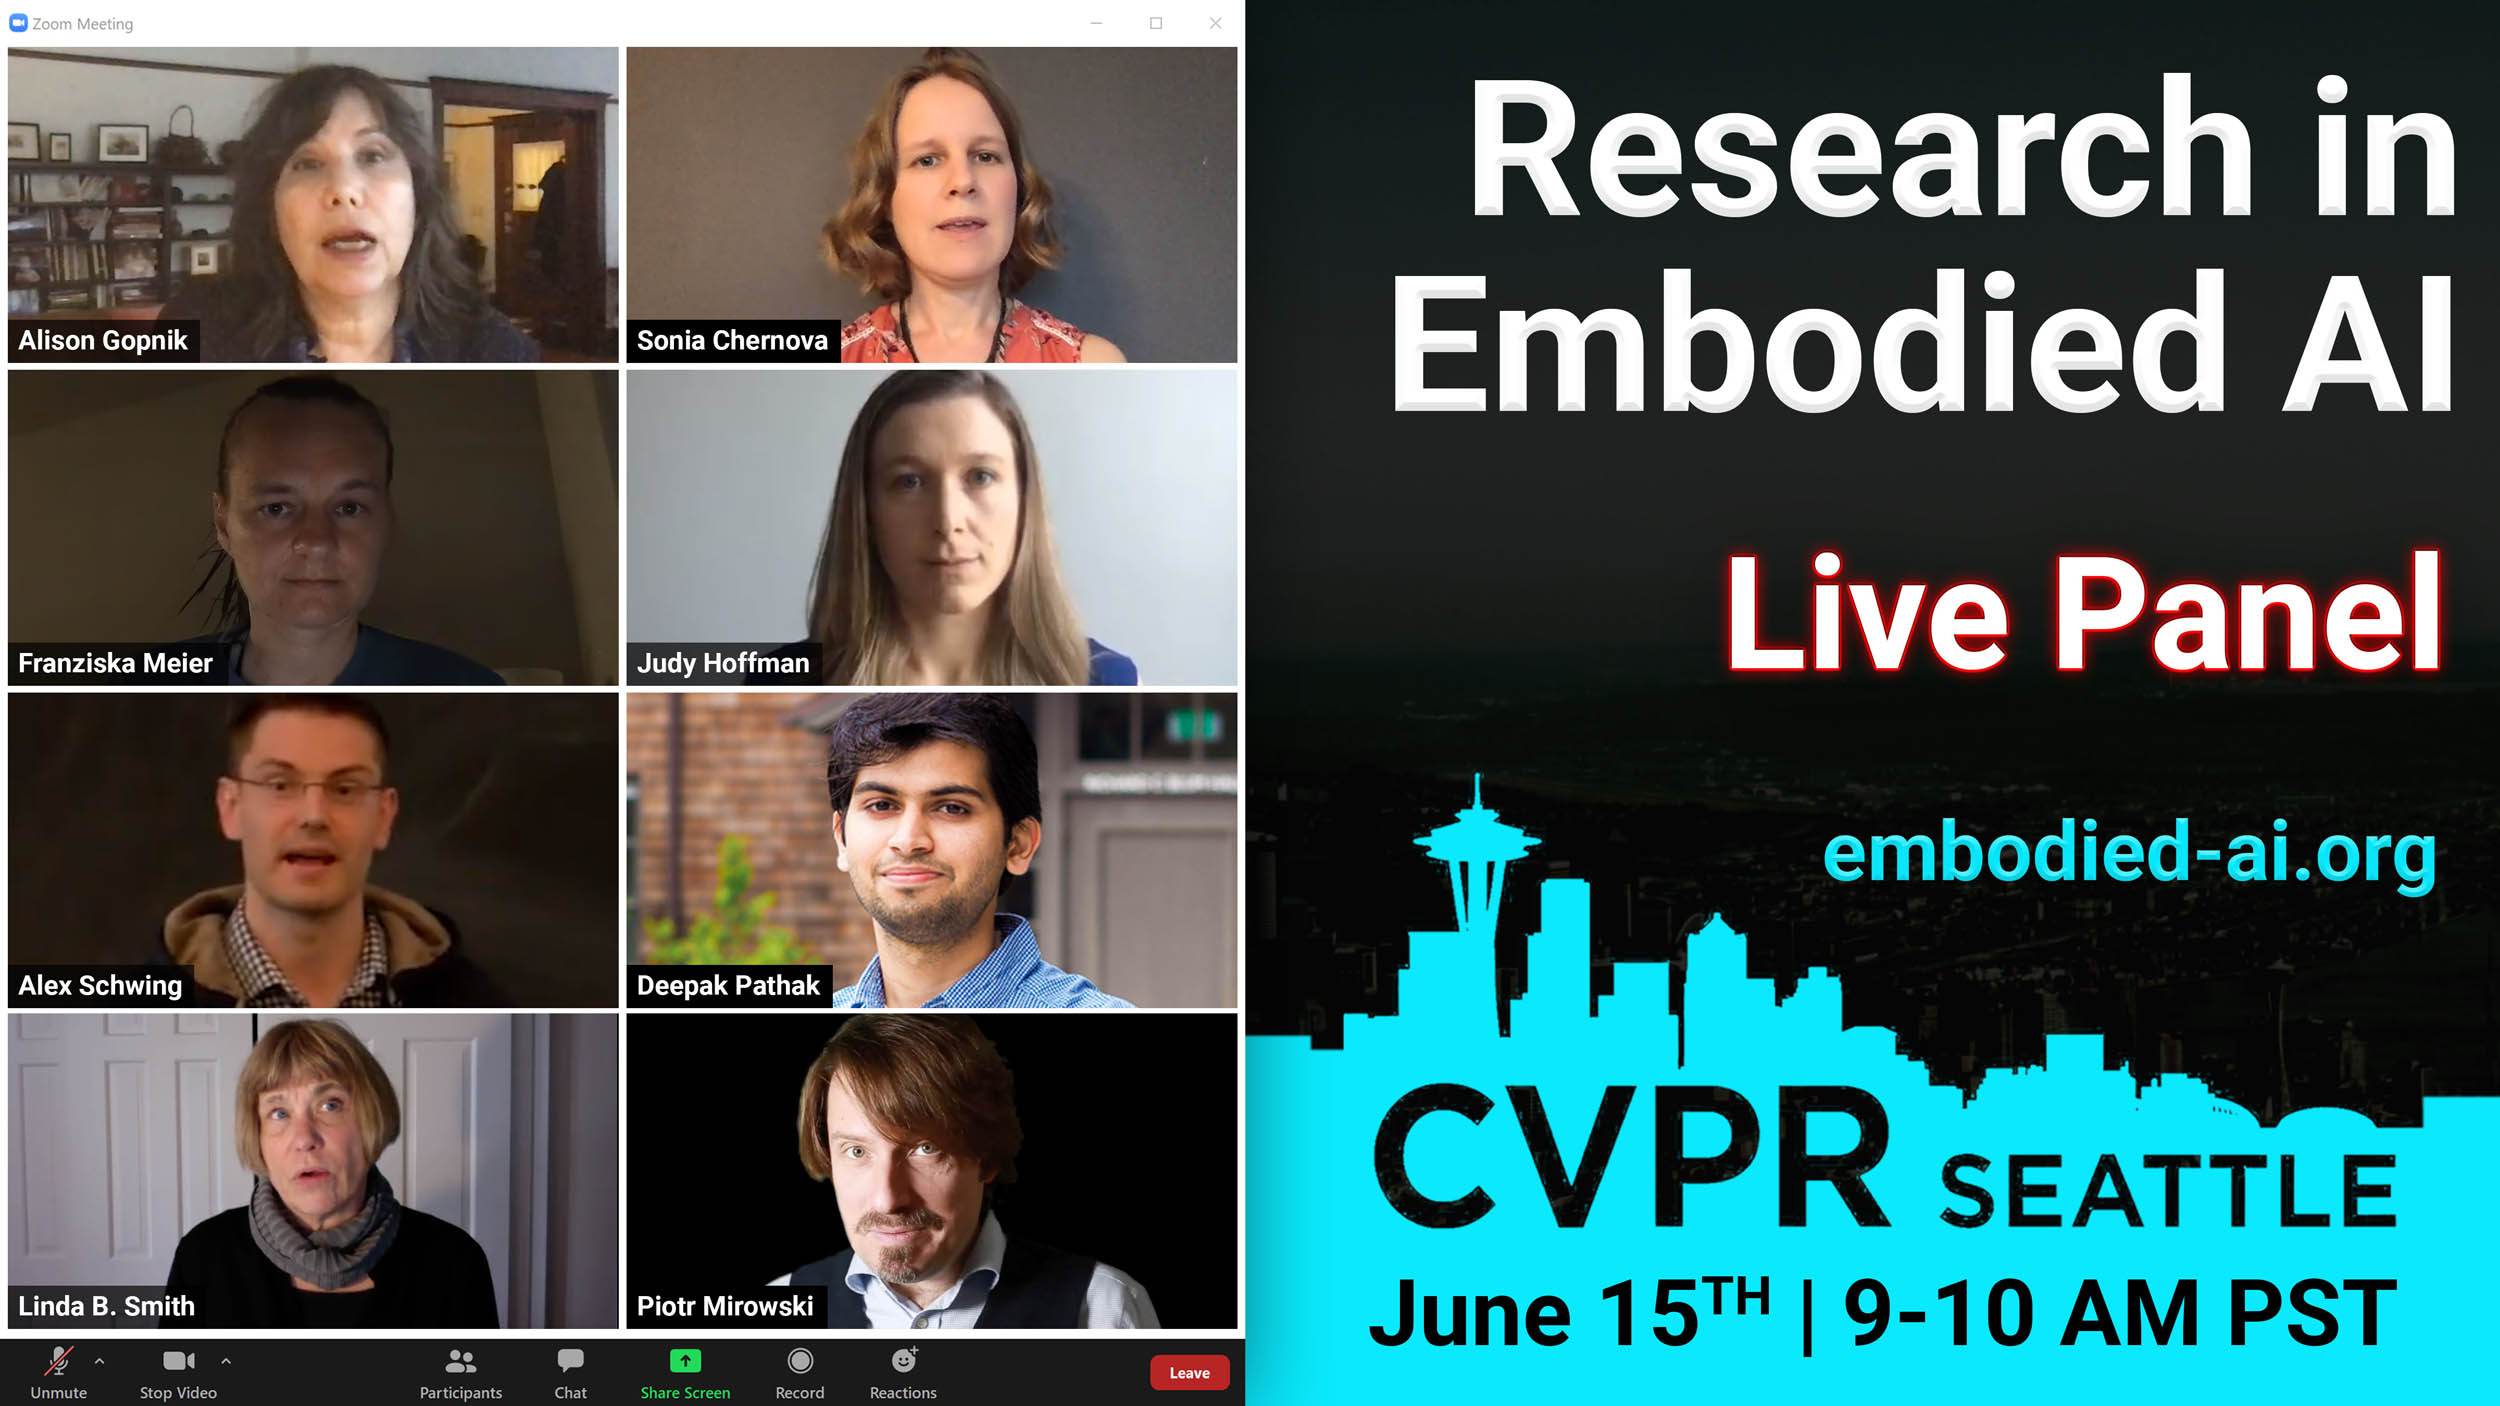 Zoom Meeting
Alison Gopnik
Sonia Chernova
Franziska Meier
Judy Hoffman
Alex Schwing
Deepak Pathak
Linda B. Smith
Piotr Mirowski
Unmute
Stop Video
Participants
Chat
Share Screen
Record
Reactions
Leave
Research in
Embodied AI
Live Panel
embodied-ai.org
CVPR SEATTLE
June 15TH | 9-10 AM PST